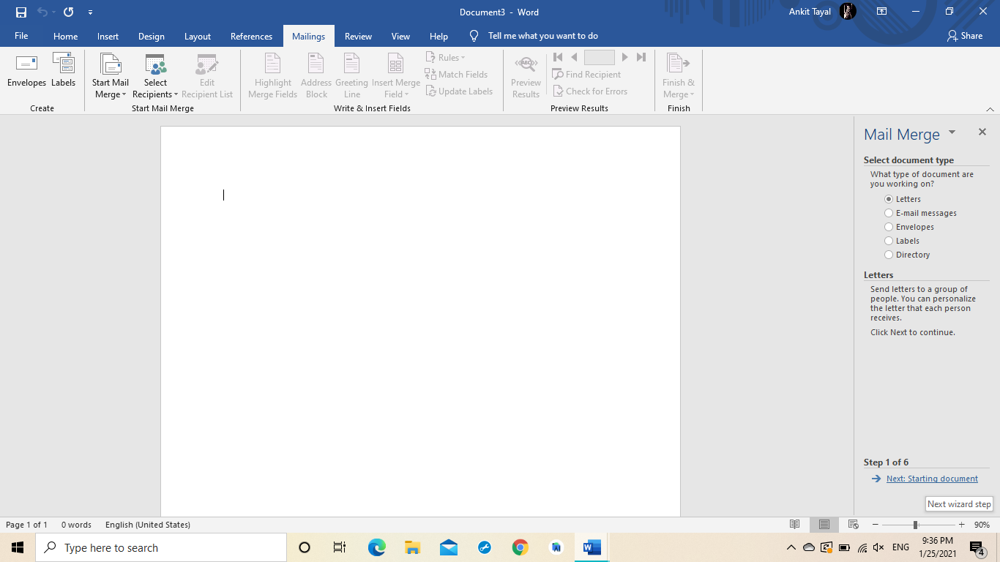 Document3 - Word
Ankit Tayal
File Home Insert Design Layout References Mailings Review View Help Tell me what you want to do Share
Envelopes
Labels
Create
Start Mail
Merge
Select
Recipients
Edit
Recipient List
Start Mail Merge
Highlight
Merge Fields
Address
Block
Greeting
Line
Insert Merge
Field
Rules
Match Fields
Update Labels
Write & Insert Fields
ABC
Preview
Results
Find Recipient
Check for Errors
Preview Results
Finish &
Merge
Finish
Mail Merge
Select document type
What type of document are
you working on?
Letters
E-mail messages
Envelopes
Labels
Directory
Letters
Send letters to a group of
people. You can personalize
the letter that each person
receives.
Click Next to continue.
Step 1 of 6
Next: Starting document
Next wizard step
Page 1 of 1 0 words English (United States) 90%
Type here to search
ENG
9:36 PM
1/25/2021
4